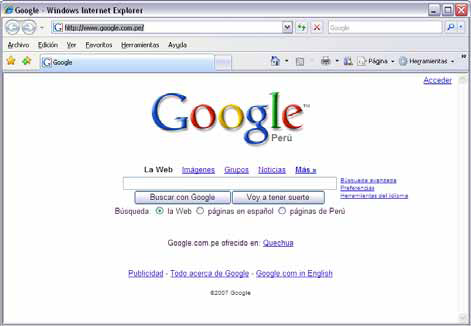 Google - Windows Internet Explorer
http://www.google.com.pe/
Google
Archivo Edición Ver Favoritos Herramientas Ayuda
Google
Página Herramientas
Acceder
Google™
Perú
La Web Imágenes Grupos Noticias Más »
Búsqueda avanzada
Preferencias
Herramientas del idioma
Buscar con Google Voy a tener suerte
Búsqueda la Web páginas en español páginas de Perú
Google.com.pe ofrecido en: Quechua
Publicidad - Todo acerca de Google - Google.com in English
©2007 Google